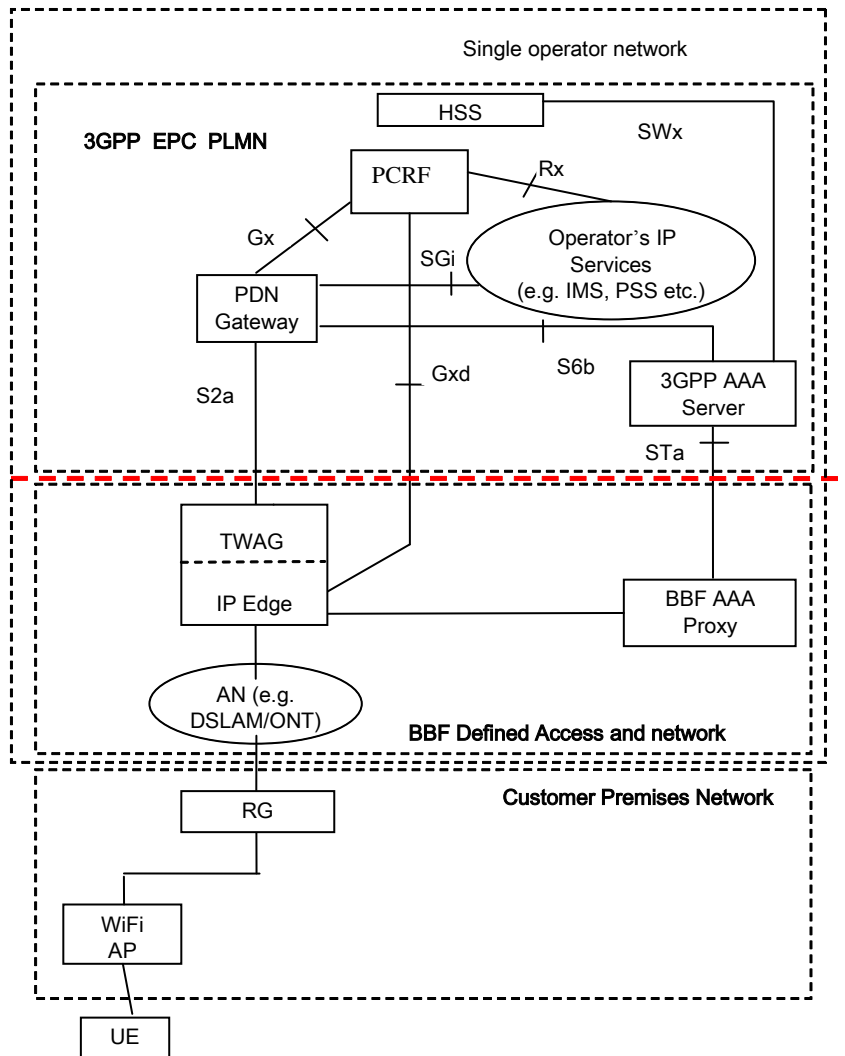 Single operator network
HSS
SWx
3GPP EPC PLMN
PCRF
Rx
Gx
SGi
Operator's IP
Services
(e.g. IMS, PSS etc.)
PDN
Gateway
S2a
Gxd
S6b
3GPP AAA
Server
STa
TWAG
IP Edge
BBF AAA
Proxy
AN (e.g.
DSLAM/ONT)
BBF Defined Access and network
Customer Premises Network
RG
WiFi
AP
UE